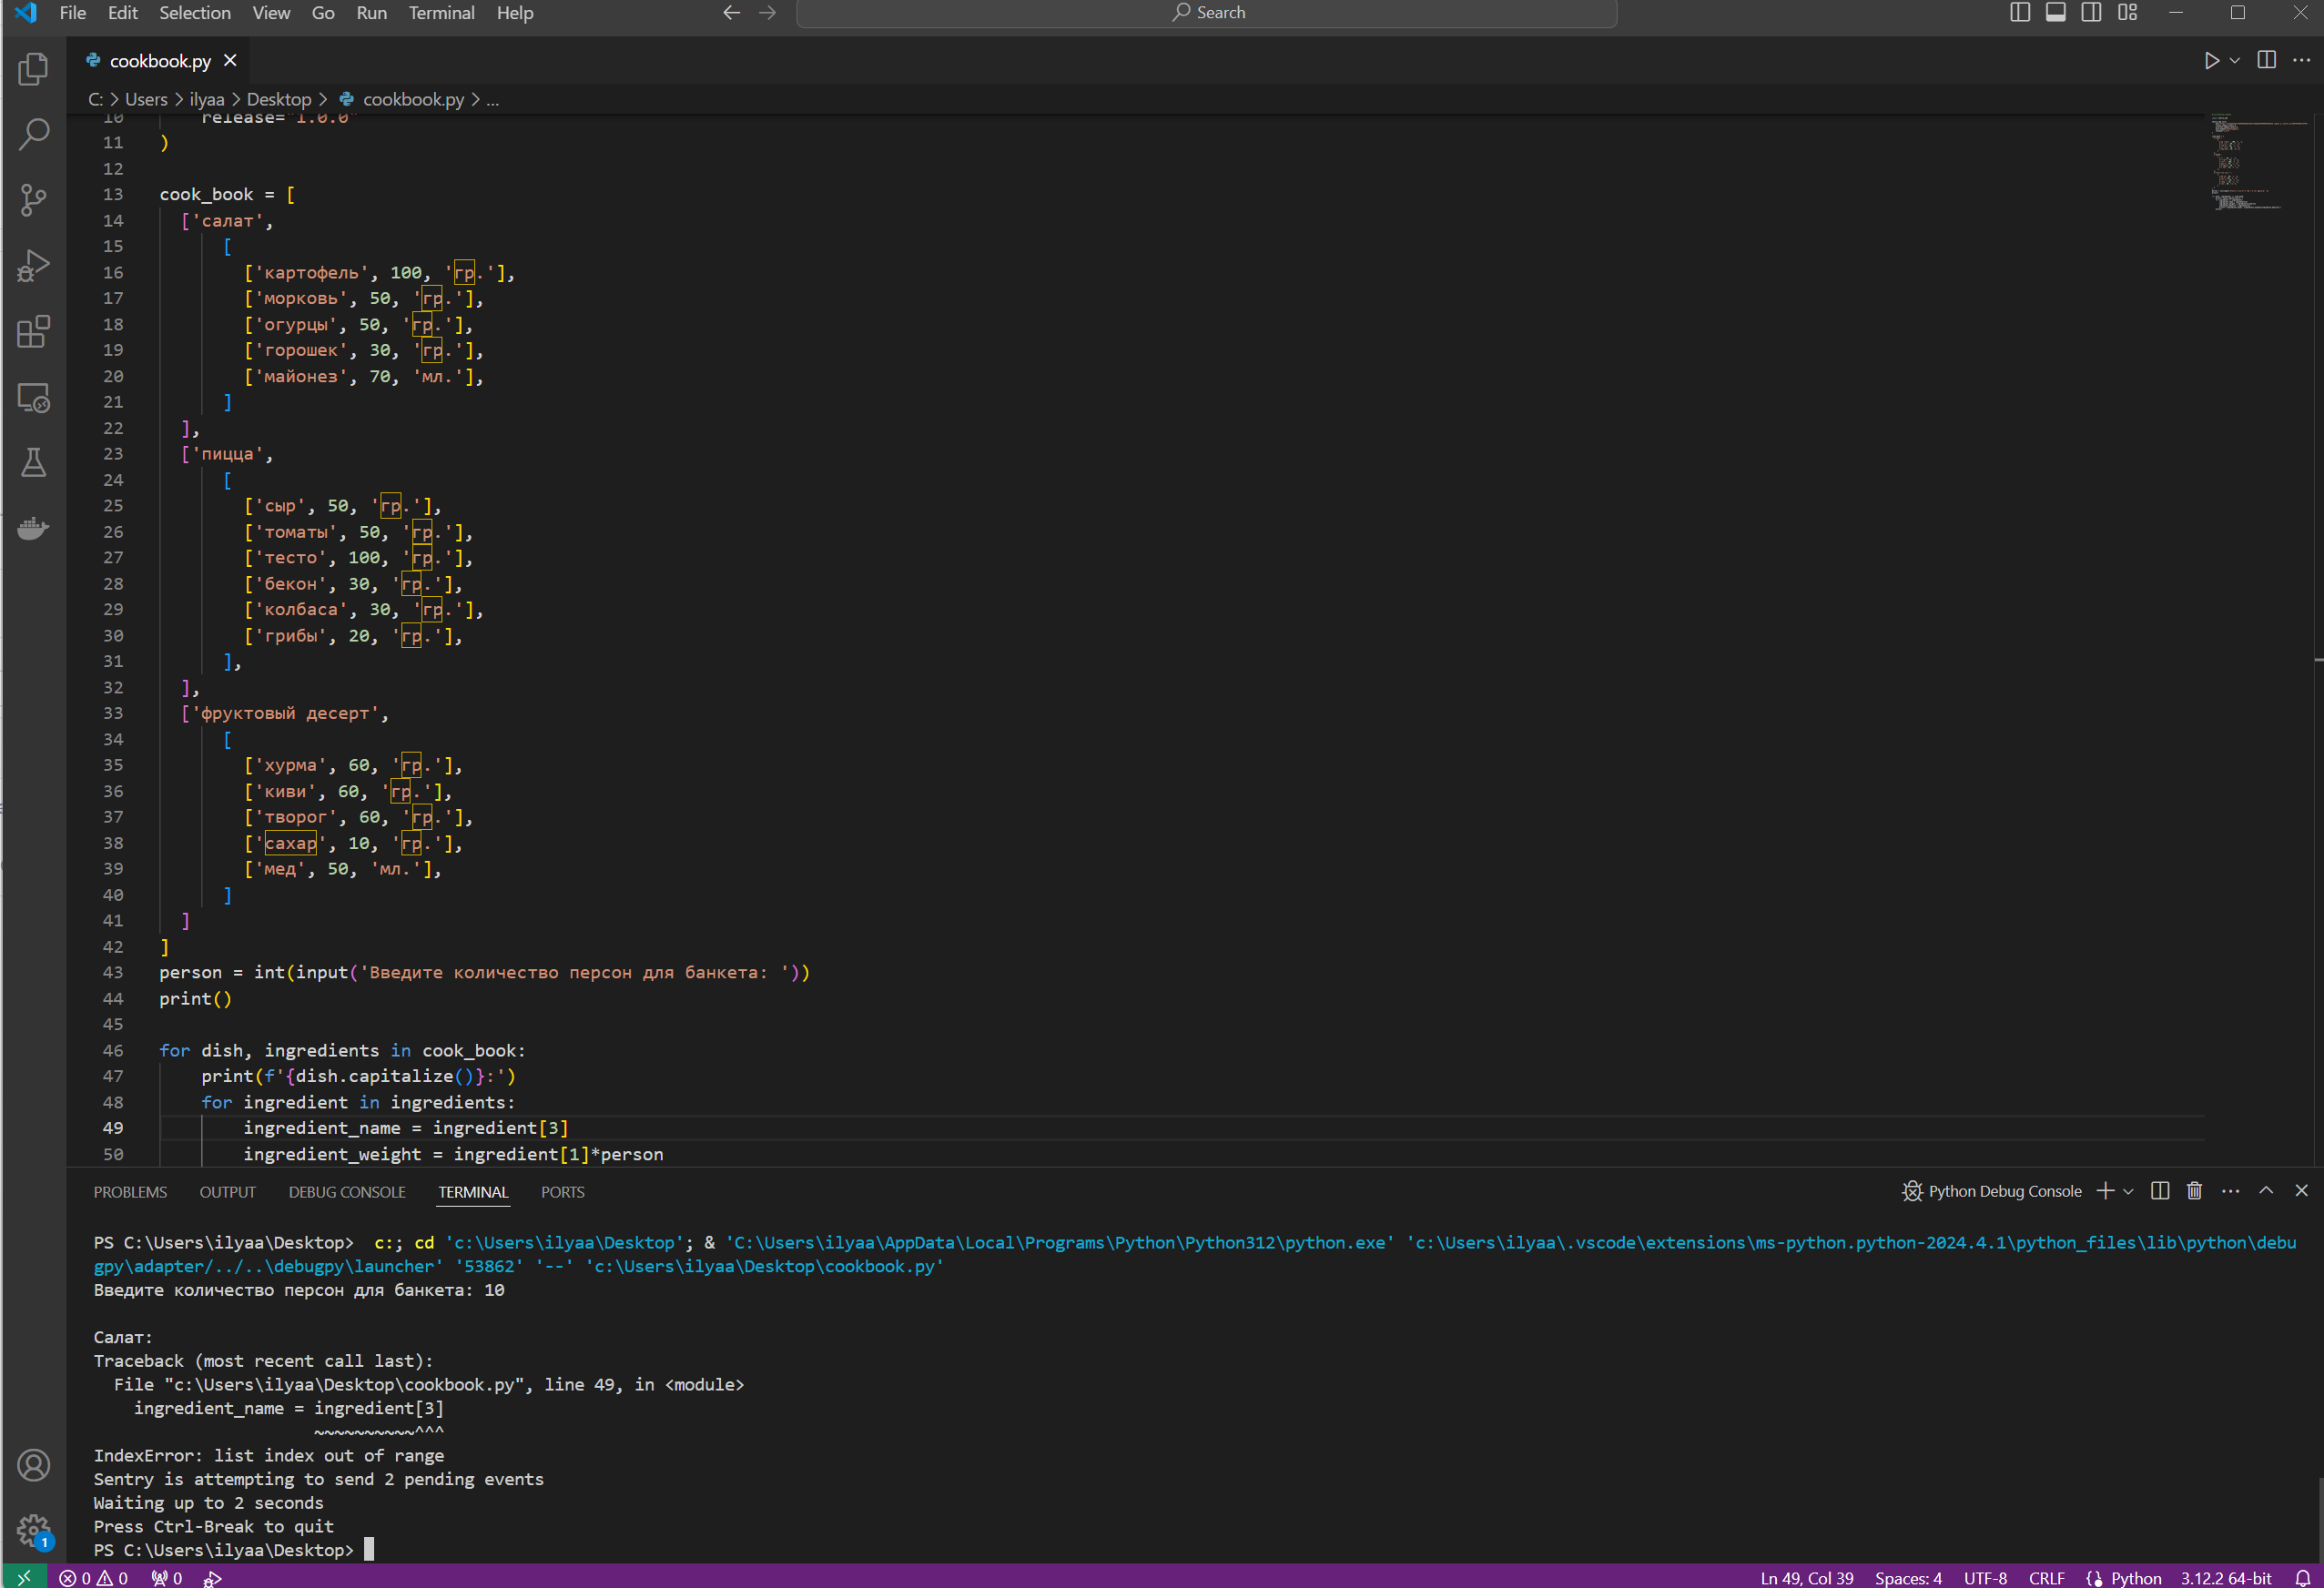 File Edit Selection View Go Run Terminal Help Search
cookbook.py
C: > Users > ilyaa > Desktop > cookbook.py > ...
10 release="1.0.0"
11 )
12
13 cook_book = [
14 ['салат',
15 [
16 ['картофель', 100, 'гр.'],
17 ['морковь', 50, 'гр.'],
18 ['огурцы', 50, 'гр.'],
19 ['горошек', 30, 'гр.'],
20 ['майонез', 70, 'мл.'],
21 ]
22 ],
23 ['пицца',
24 [
25 ['сыр', 50, 'гр.'],
26 ['томаты', 50, 'гр.'],
27 ['тесто', 100, 'гр.'],
28 ['бекон', 30, 'гр.'],
29 ['колбаса', 30, 'гр.'],
30 ['грибы', 20, 'гр.'],
31 ],
32 ],
33 ['фруктовый десерт',
34 [
35 ['хурма', 60, 'гр.'],
36 ['киви', 60, 'гр.'],
37 ['творог', 60, 'гр.'],
38 ['сахар', 10, 'гр.'],
39 ['мед', 50, 'мл.'],
40 ]
41 ]
42 ]
43 person = int(input('Введите количество персон для банкета: '))
44 print()
45
46 for dish, ingredients in cook_book:
47 print(f'{dish.capitalize()}:')
48 for ingredient in ingredients:
49 ingredient_name = ingredient[3]
50 ingredient_weight = ingredient[1]*person
PROBLEMS OUTPUT DEBUG CONSOLE TERMINAL PORTS Python Debug Console
PS C:\Users\ilyaa\Desktop> c:; cd 'c:\Users\ilyaa\Desktop'; & 'C:\Users\ilyaa\AppData\Local\Programs\Python\Python312\python.exe' 'c:\Users\ilyaa\.vscode\extensions\ms-python.python-2024.4.1\python_files\lib\python\debu
gpy\adapter/../..\debugpy\launcher' '53862' '--' 'c:\Users\ilyaa\Desktop\cookbook.py'
Введите количество персон для банкета: 10
Салат:
Traceback (most recent call last):
File "c:\Users\ilyaa\Desktop\cookbook.py", line 49, in <module>
ingredient_name = ingredient[3]
~~~~~~~~~~^^^
IndexError: list index out of range
Sentry is attempting to send 2 pending events
Waiting up to 2 seconds
Press Ctrl-Break to quit
PS C:\Users\ilyaa\Desktop>
1
0 0 0 Ln 49, Col 39 Spaces: 4 UTF-8 CRLF Python 3.12.2 64-bit